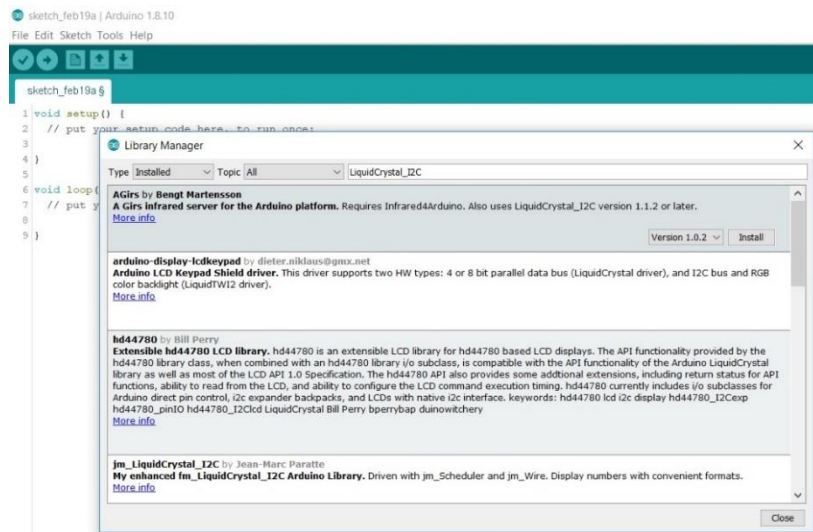 sketch_feb19a | Arduino 1.8.10
File Edit Sketch Tools Help
sketch_feb19a §
1 void setup() {
2 // put your setup code here, to run once:
3
4 }
5
6 void loop(
7 // put y
8
9 }
Library Manager
Type Installed Topic All LiquidCrystal_I2C
AGirs by Bengt Martensson
A Girs infrared server for the Arduino platform. Requires Infrared4Arduino. Also uses LiquidCrystal_I2C version 1.1.2 or later.
More info
Version 1.0.2 Install
arduino-display-lcdkeypad by dieter.niklaus@gmx.net
Arduino LCD Keypad Shield driver. This driver supports two HW types: 4 or 8 bit parallel data bus (LiquidCrystal driver), and I2C bus and RGB
color backlight (LiquidTWI2 driver).
More info
hd44780 by Bill Perry
Extensible hd44780 LCD library. hd44780 is an extensible LCD library for hd44780 based LCD displays. The API functionality provided by the
hd44780 library class, when combined with an hd44780 library i/o subclass, is compatible with the API functionality of the Arduino LiquidCrystal
library as well as most of the LCD API 1.0 Specification. The hd44780 API also provides some addtional extensions, including return status for API
functions, ability to read from the LCD, and ability to configure the LCD command execution timing. hd44780 currently includes i/o subclasses for
Arduino direct pin control, i2c expander backpacks, and LCDs with native i2c interface. keywords: hd44780 lcd i2c display hd44780_I2Cexp
hd44780_pinIO hd44780_I2Clcd LiquidCrystal Bill Perry bperrybap duinowitchery
More info
jm_LiquidCrystal_I2C by Jean-Marc Paratte
My enhanced fm_LiquidCrystal_I2C Arduino Library. Driven with jm_Scheduler and jm_Wire. Display numbers with convenient formats.
More info
Close